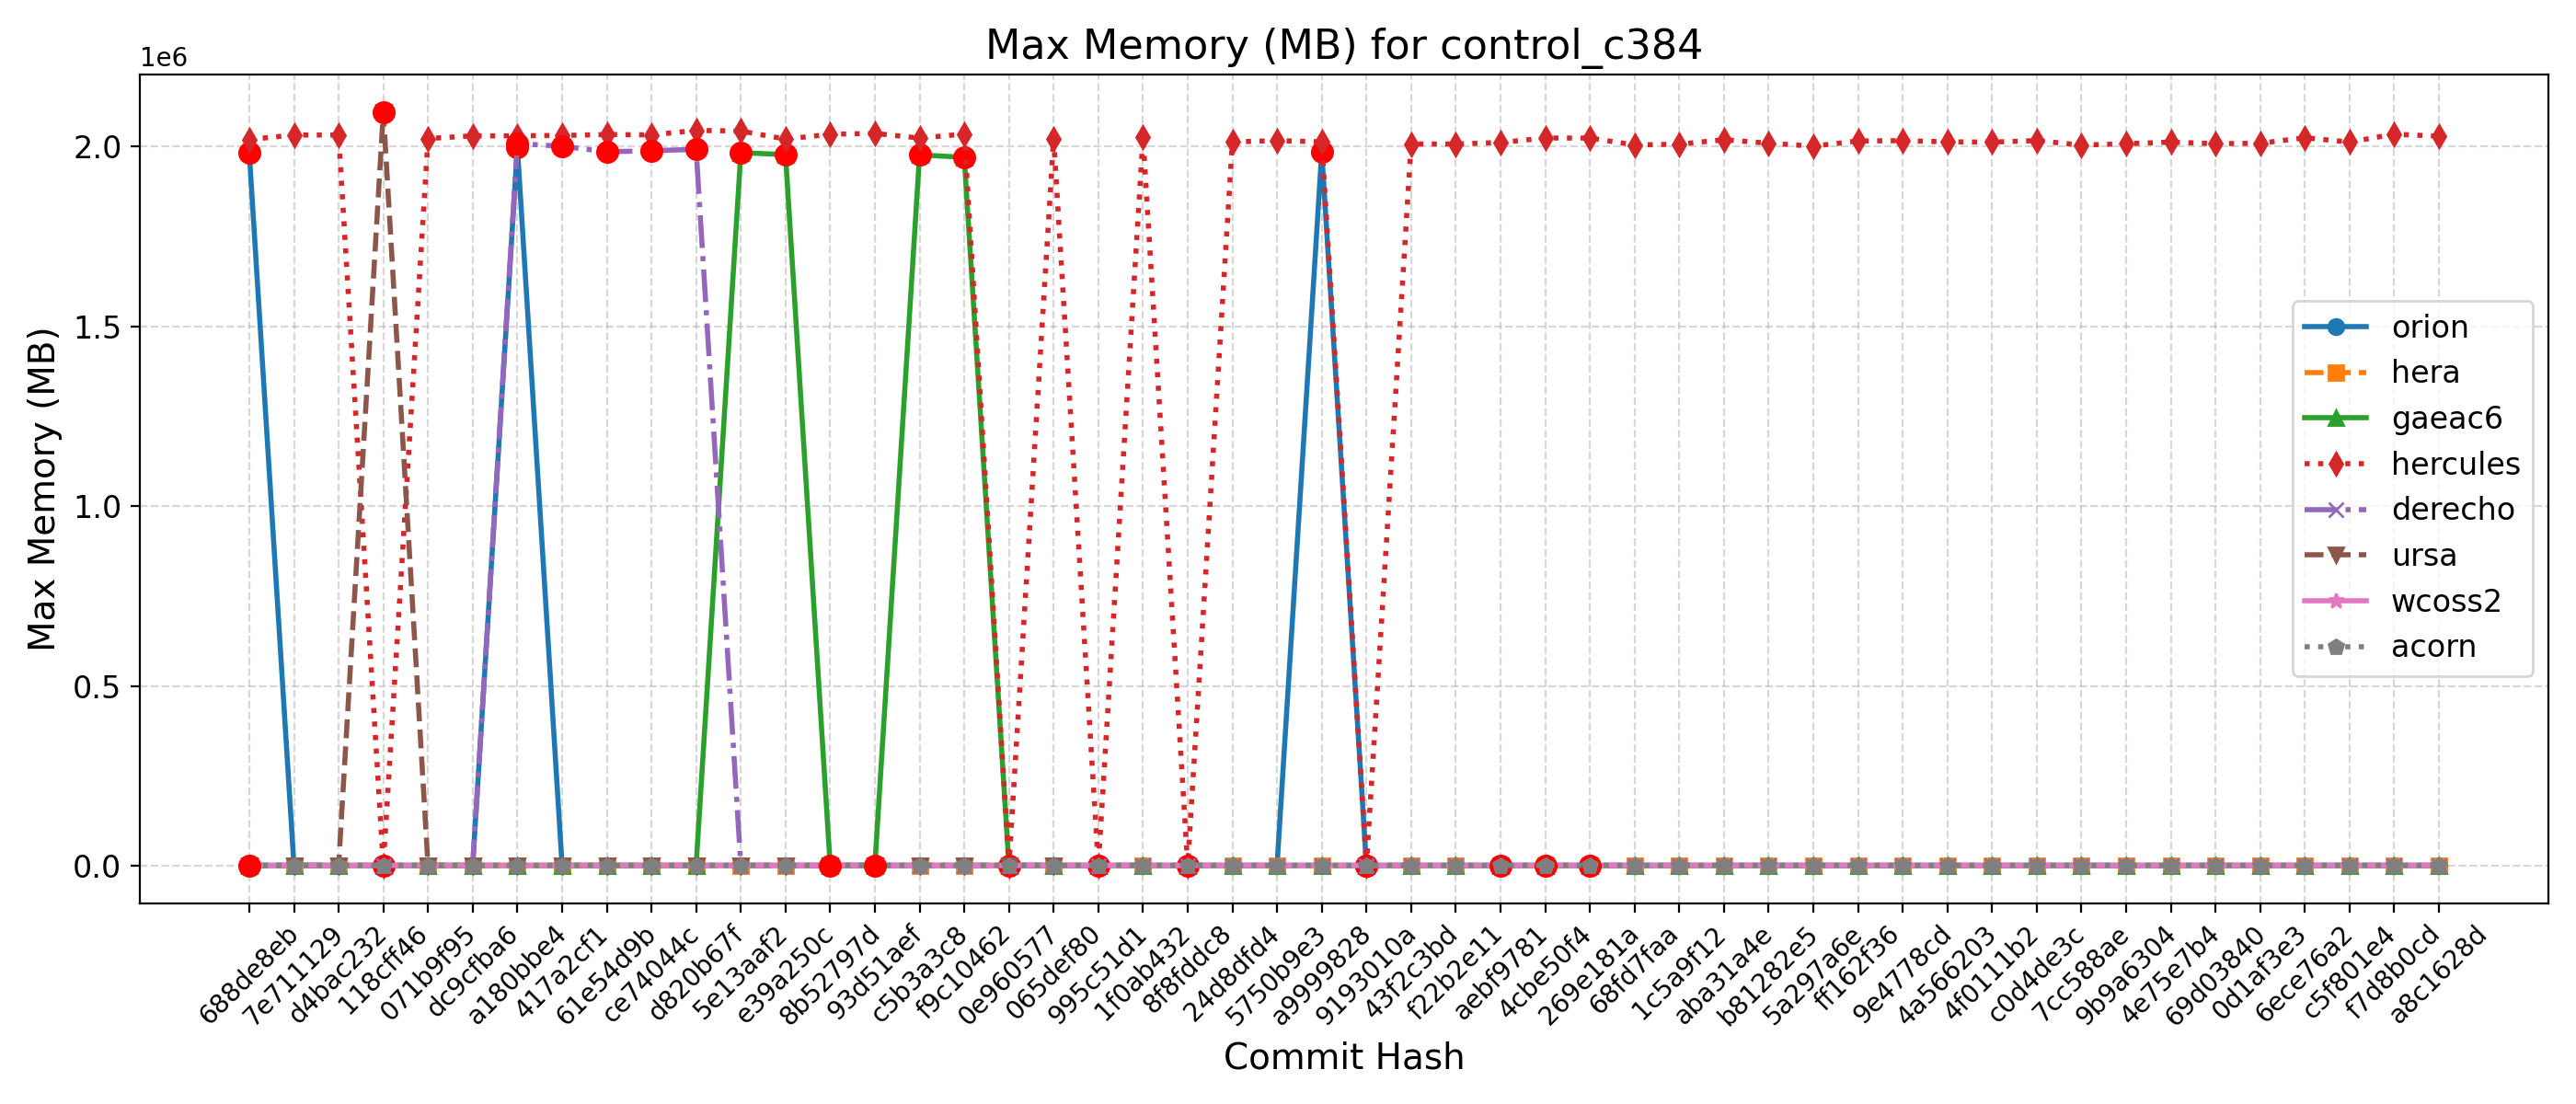 Max Memory (MB) for control_c384
1e6
2.0
1.5
1.0
0.5
0.0
Max Memory (MB)
orion
hera
gaeac6
hercules
derecho
ursa
wcoss2
acorn
688de8eb
7e711129
d4bac232
118cff46
071b9f95
dc9cfba6
a180bbe4
417a2cf1
61e54d9b
ce74044c
d820b67f
5e13aaf2
e39a250c
8b52797d
93d51aef
c5b3a3c8
f9c10462
0e960577
065def80
995c51d1
1f0ab432
8f8fddc8
24d8dfd4
5750b9e3
a9999828
9193010a
43f2c3bd
f22b2e11
aebf9781
4cbe50f4
269e181a
68fd7faa
1c5a9f12
aba31a4e
b81282e5
5a297a6e
ff162f36
9e4778cd
4a566203
4f0111b2
c0d4de3c
7cc588ae
9b9a6304
4e75e7b4
69d03840
0d1af3e3
6ece76a2
c5f801e4
f7d8b0cd
a8c1628d
Commit Hash